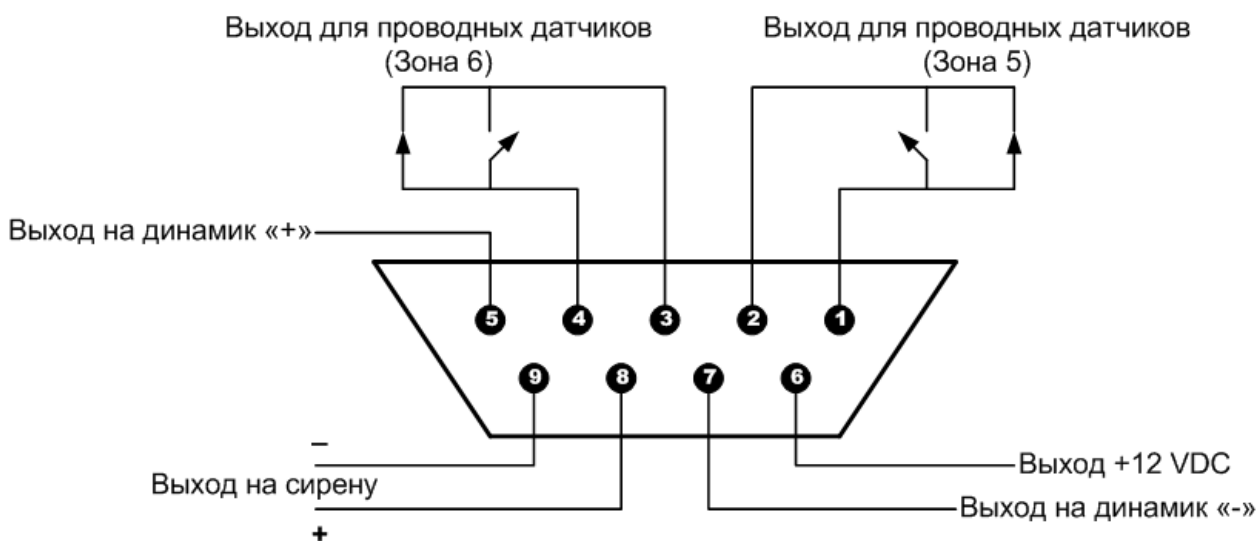 Выход для проводных датчиков
(Зона 6)
Выход для проводных датчиков
(Зона 5)
Выход на динамик «+»
5 4 3 2 1
9 8 7 6
–
Выход на сирену
+
Выход +12 VDC
Выход на динамик «-»